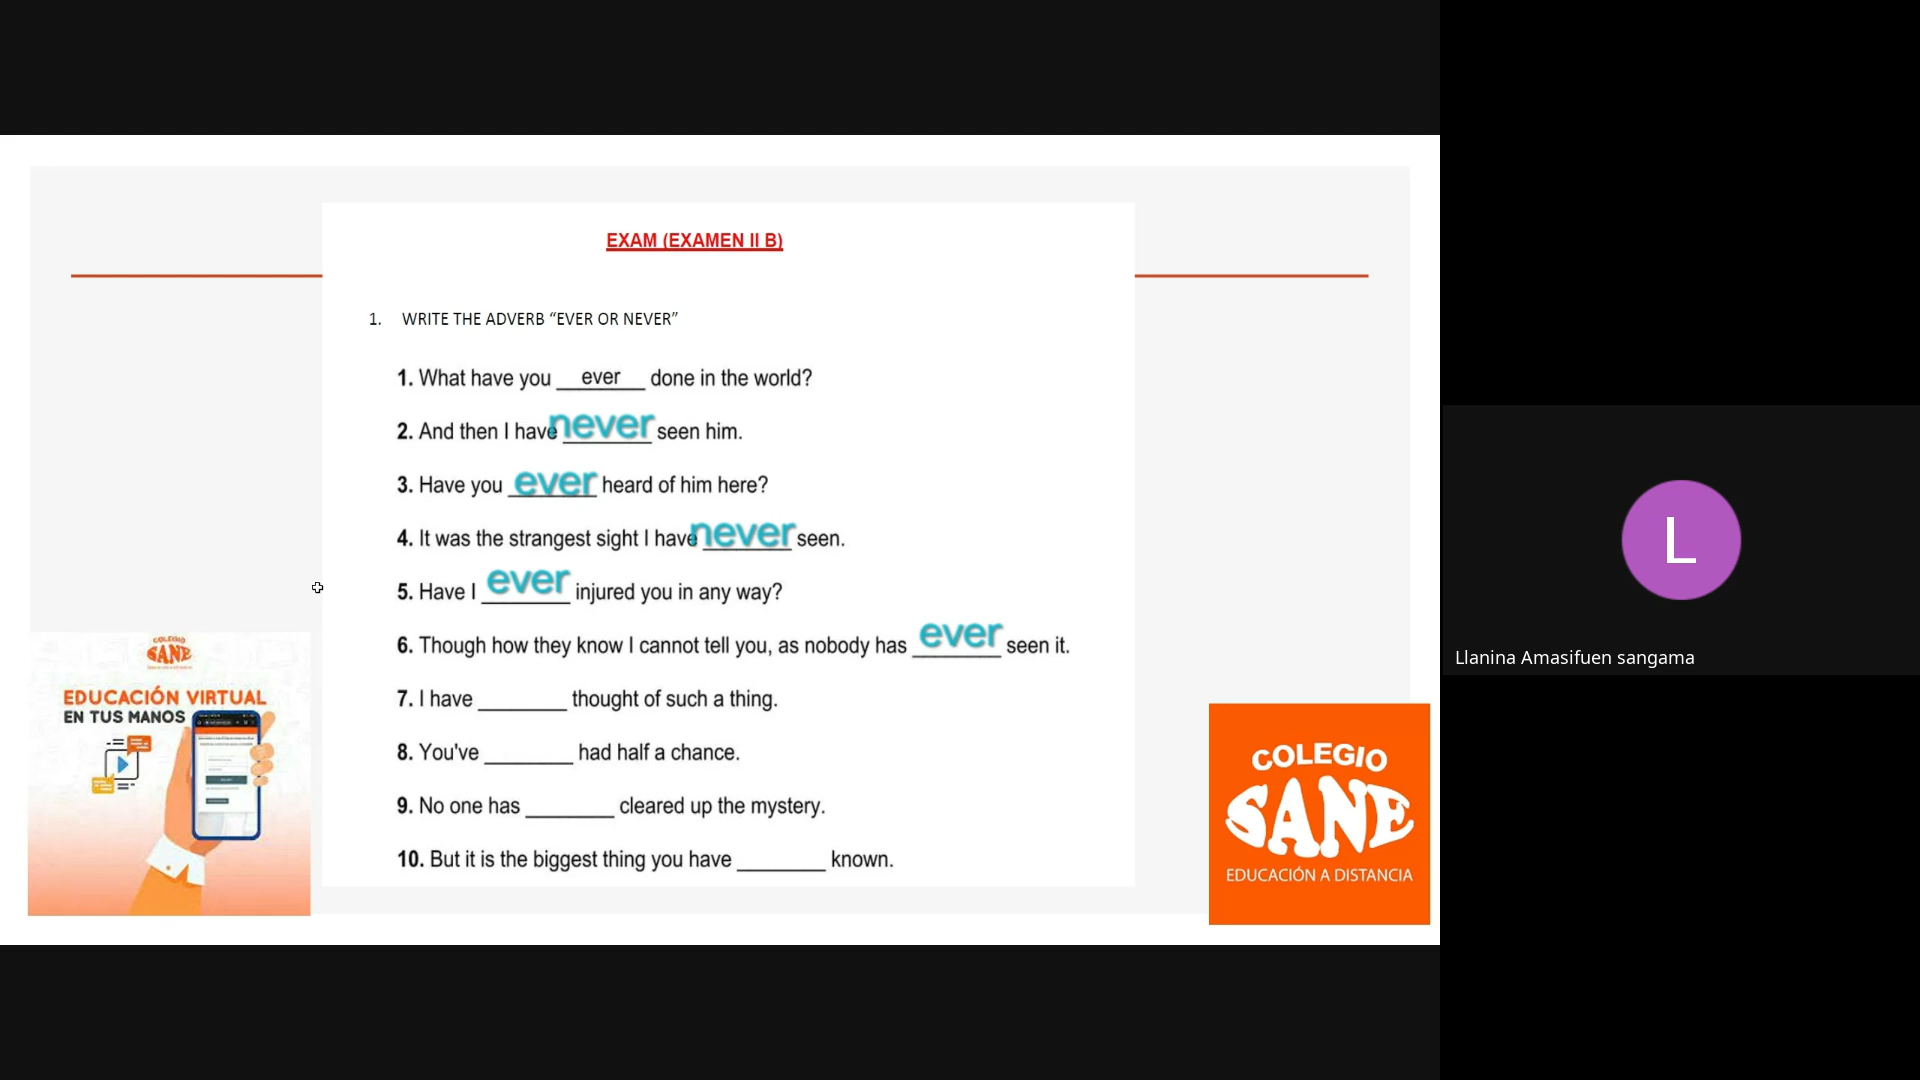 EXAM (EXAMEN II B)
1. WRITE THE ADVERB “EVER OR NEVER”
1. What have you ever done in the world?
2. And then I have never seen him.
3. Have you ever heard of him here?
4. It was the strangest sight I have never seen.
5. Have I ever injured you in any way?
6. Though how they know I cannot tell you, as nobody has ever seen it.
7. I have ________ thought of such a thing.
8. You've ________ had half a chance.
9. No one has ________ cleared up the mystery.
10. But it is the biggest thing you have ________ known.
COLEGIO
SANE
EDUCACIÓN VIRTUAL
EN TUS MANOS
COLEGIO
SANE
EDUCACIÓN A DISTANCIA
L
Llanina Amasifuen sangama